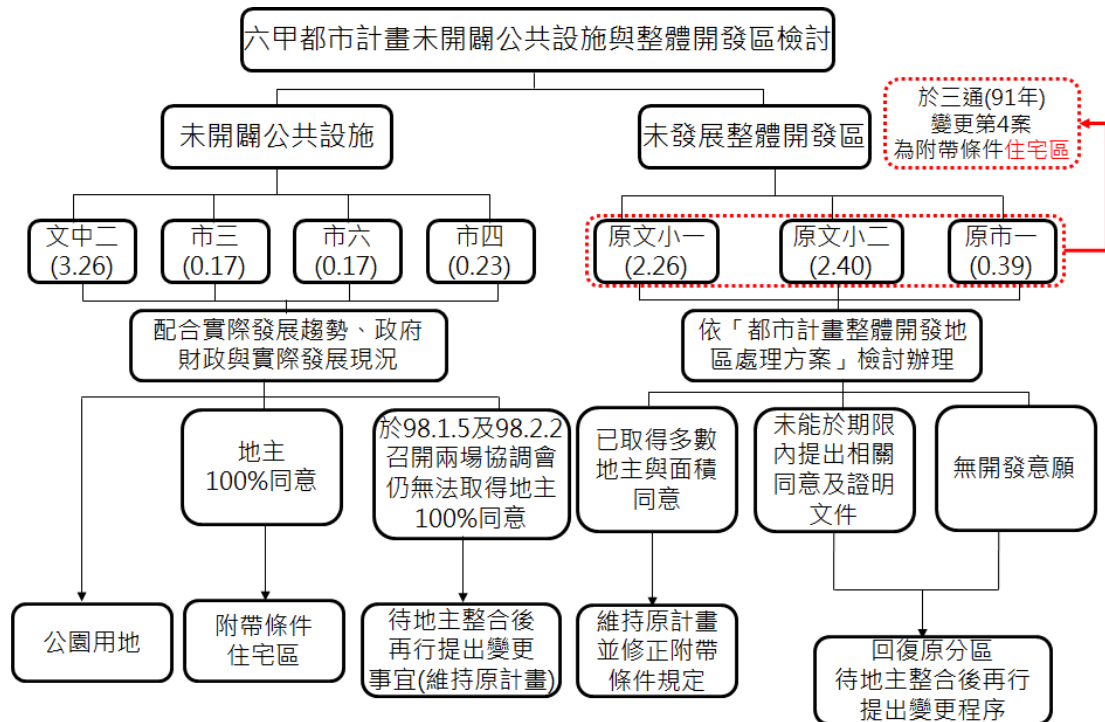 六甲都市計畫未開闢公共設施與整體開發區檢討
於三通(91年)
變更第4案
為附帶條件住宅區
未開闢公共設施
未發展整體開發區
文中二
(3.26)
市三
(0.17)
市六
(0.17)
市四
(0.23)
原文小一
(2.26)
原文小二
(2.40)
原市一
(0.39)
配合實際發展趨勢、政府
財政與實際發展現況
依「都市計畫整體開發地
區處理方案」檢討辦理
地主
100%同意
於98.1.5及98.2.2
召開兩場協調會
仍無法取得地主
100%同意
已取得多數
地主與面積
同意
未能於期限
內提出相關
同意及證明
文件
無開發意願
公園用地
附帶條件
住宅區
待地主整合後
再行提出變更
事宜(維持原計畫)
維持原計畫
並修正附帶
條件規定
回復原分區
待地主整合後再行
提出變更程序